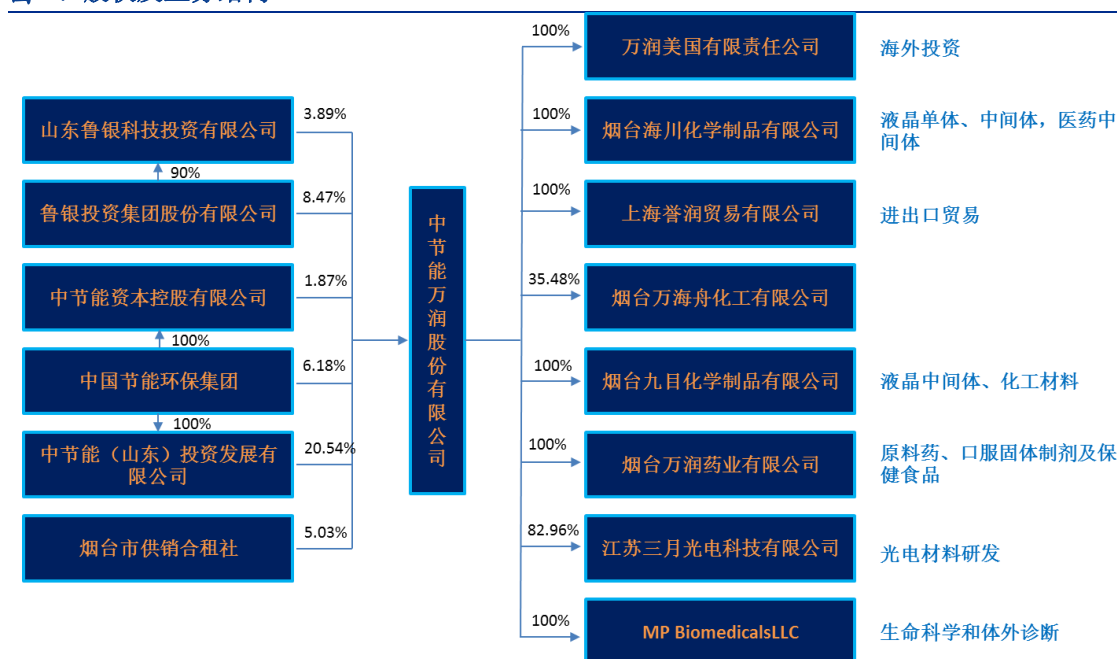 100%
万润美国有限责任公司
海外投资
山东鲁银科技投资有限公司
3.89%
100%
烟台海川化学制品有限公司
液晶单体、中间体，医药中
间体
90%
鲁银投资集团股份有限公司
8.47%
100%
上海誉润贸易有限公司
进出口贸易
中节能资本控股有限公司
1.87%
中节能万润股份有限公司
35.48%
烟台万海舟化工有限公司
100%
中国节能环保集团
6.18%
100%
烟台九目化学制品有限公司
液晶中间体、化工材料
100%
中节能（山东）投资发展有
限公司
20.54%
100%
烟台万润药业有限公司
原料药、口服固体制剂及保
健食品
烟台市供销合租社
5.03%
82.96%
江苏三月光电科技有限公司
光电材料研发
100%
MP BiomedicalsLLC
生命科学和体外诊断